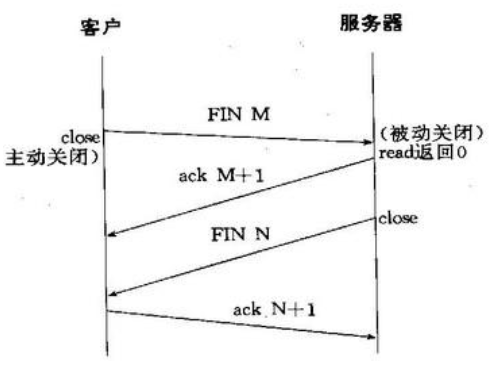 客户
服务器
FIN M
close
主动关闭)
(被动关闭)
read返回0
ack M+1
close
FIN N
ack N+1